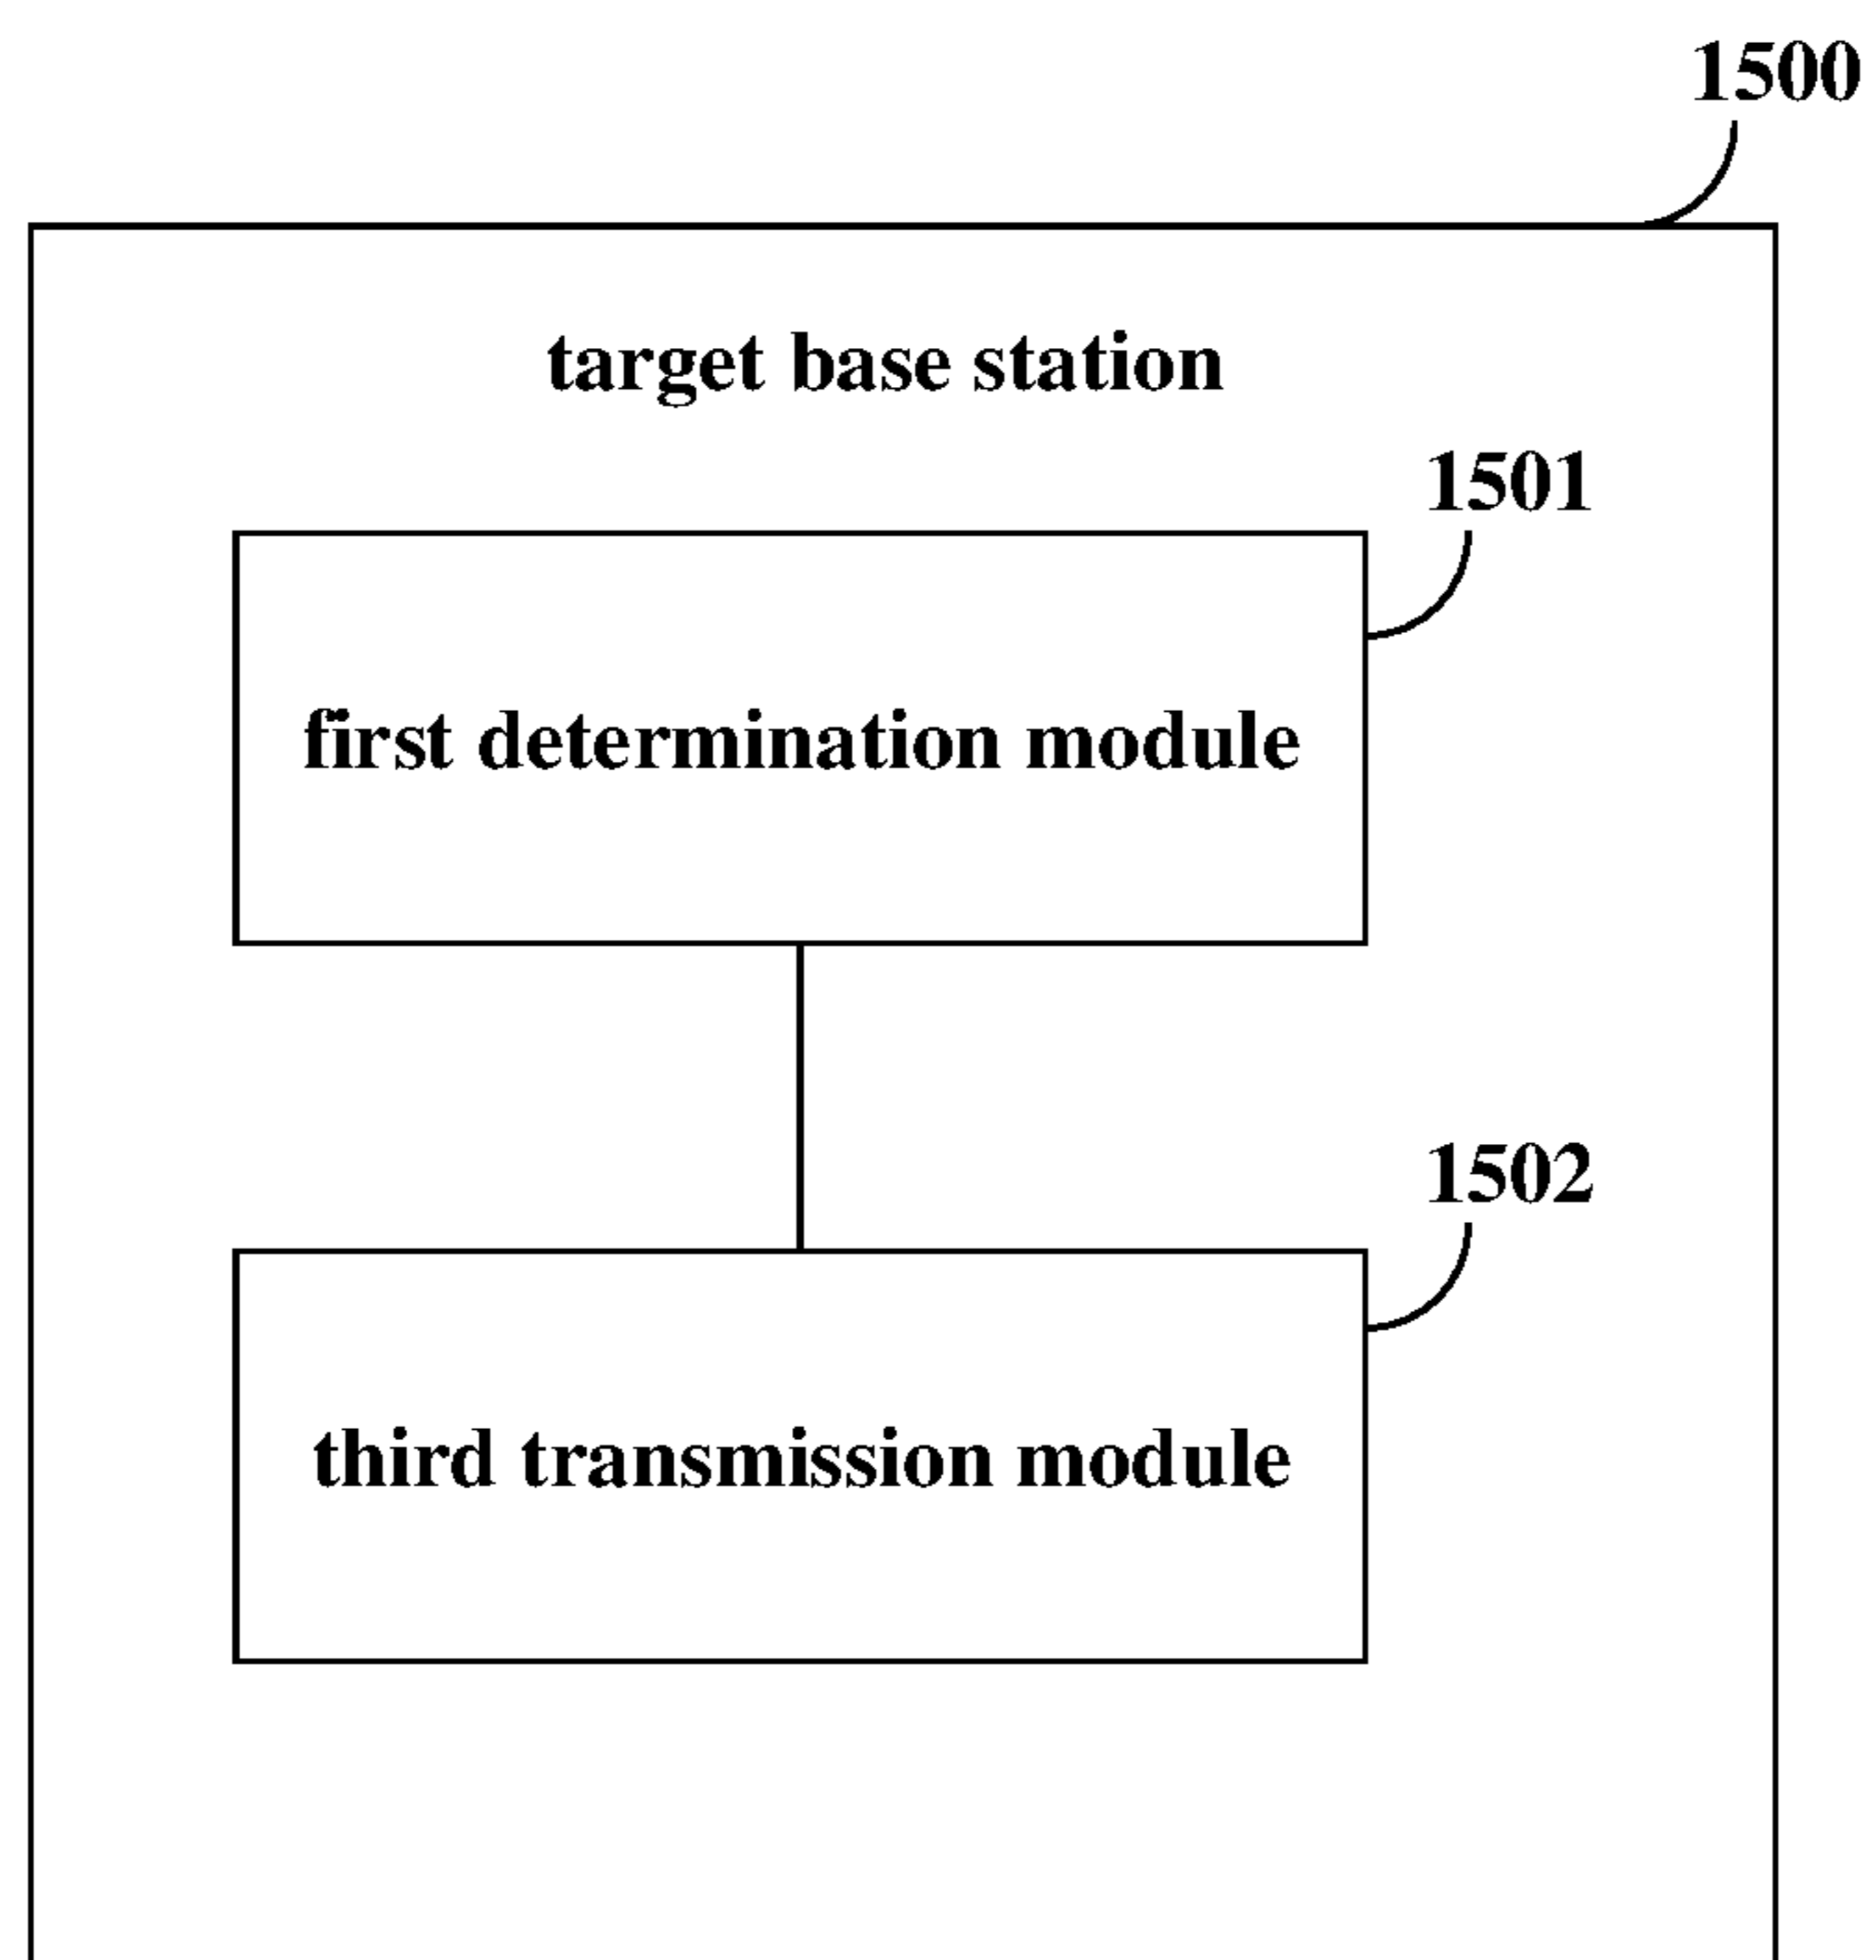 1500
target base station
1501
first determination module
1502
third transmission module